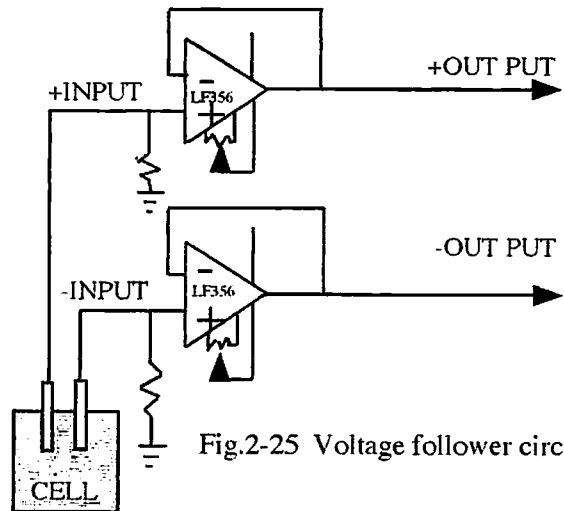 +OUT PUT
LF356
+INPUT
-OUT PUT
LF356
-INPUT
Fig.2-25 Voltage follower circ
CELL